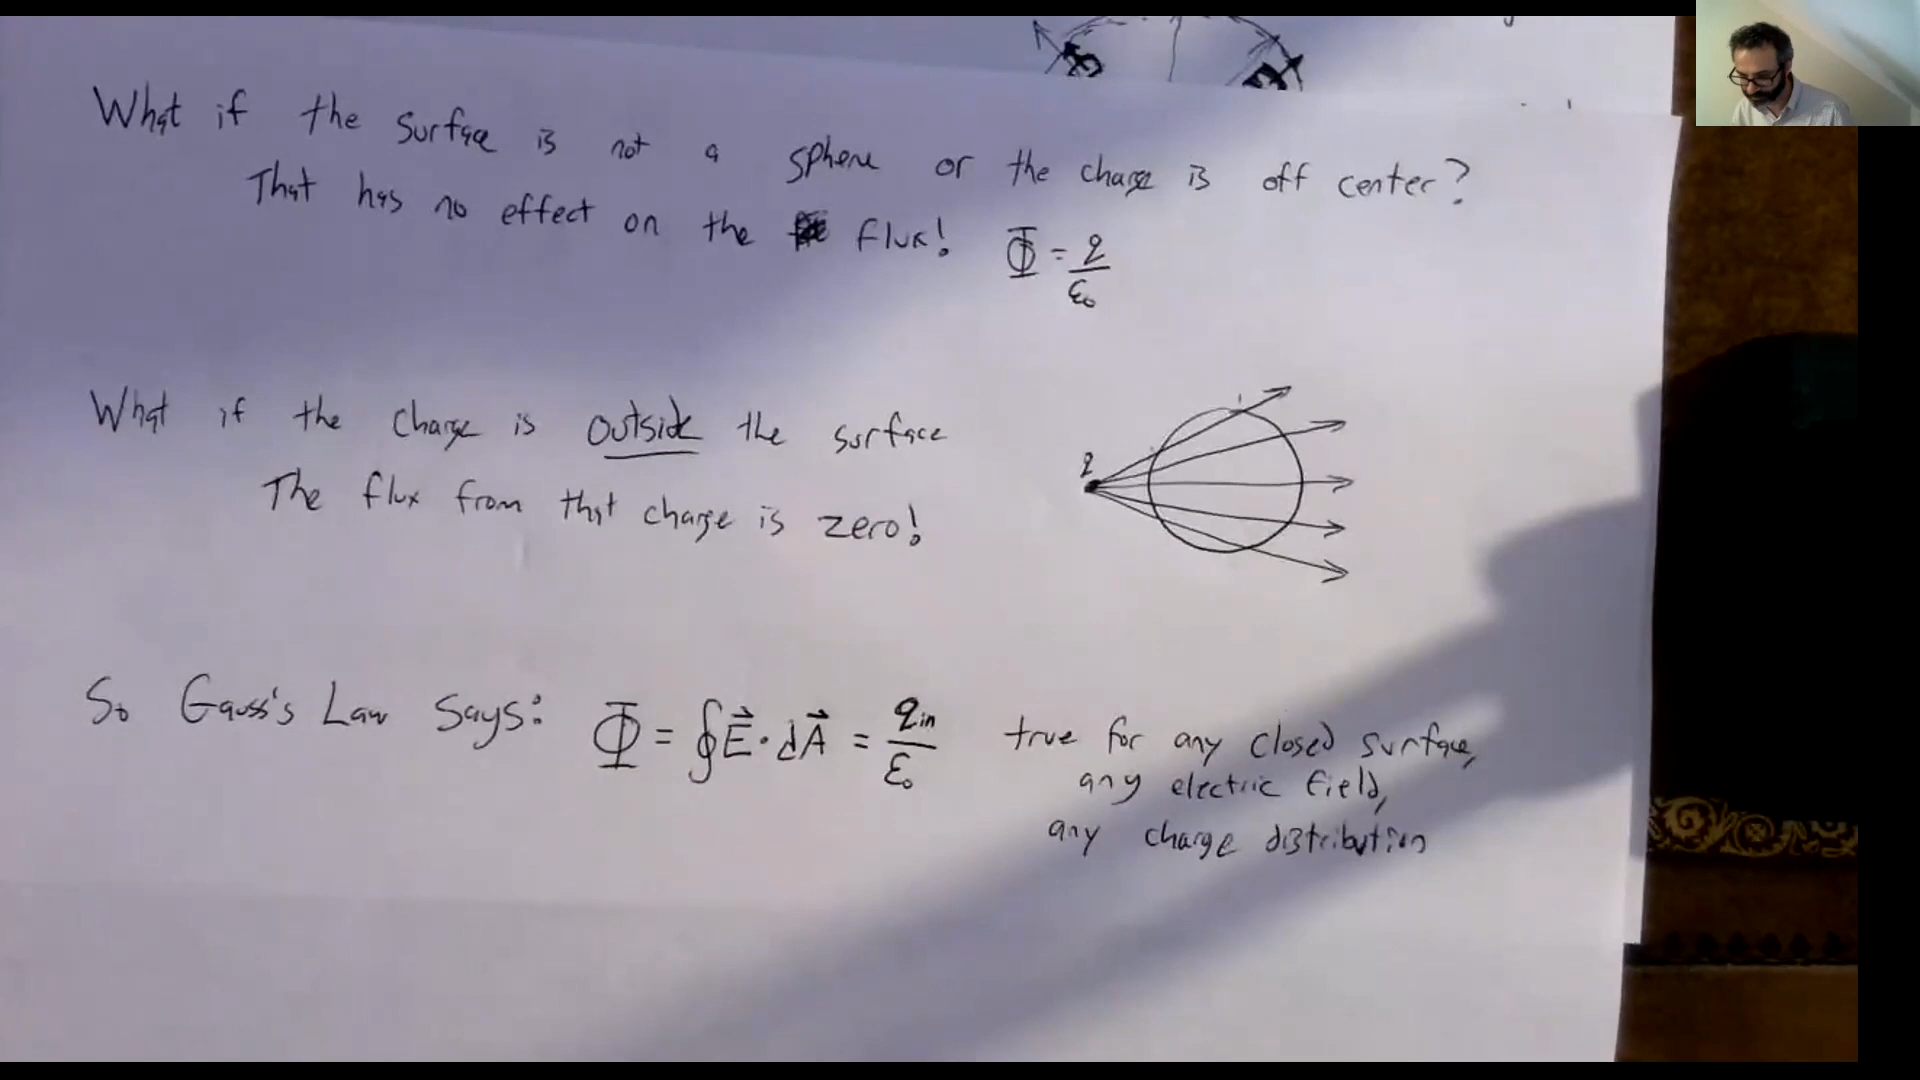 What if the surface is not a sphere or the charge is off center?
That has no effect on the flux! Φ = q/ε₀
What if the charge is outside the surface
q
The flux from that charge is zero!
So Gauss's Law says: Φ = ∮E⃗·dA⃗ = qin/ε₀ true for any closed surface,
any electric field,
any charge distribution